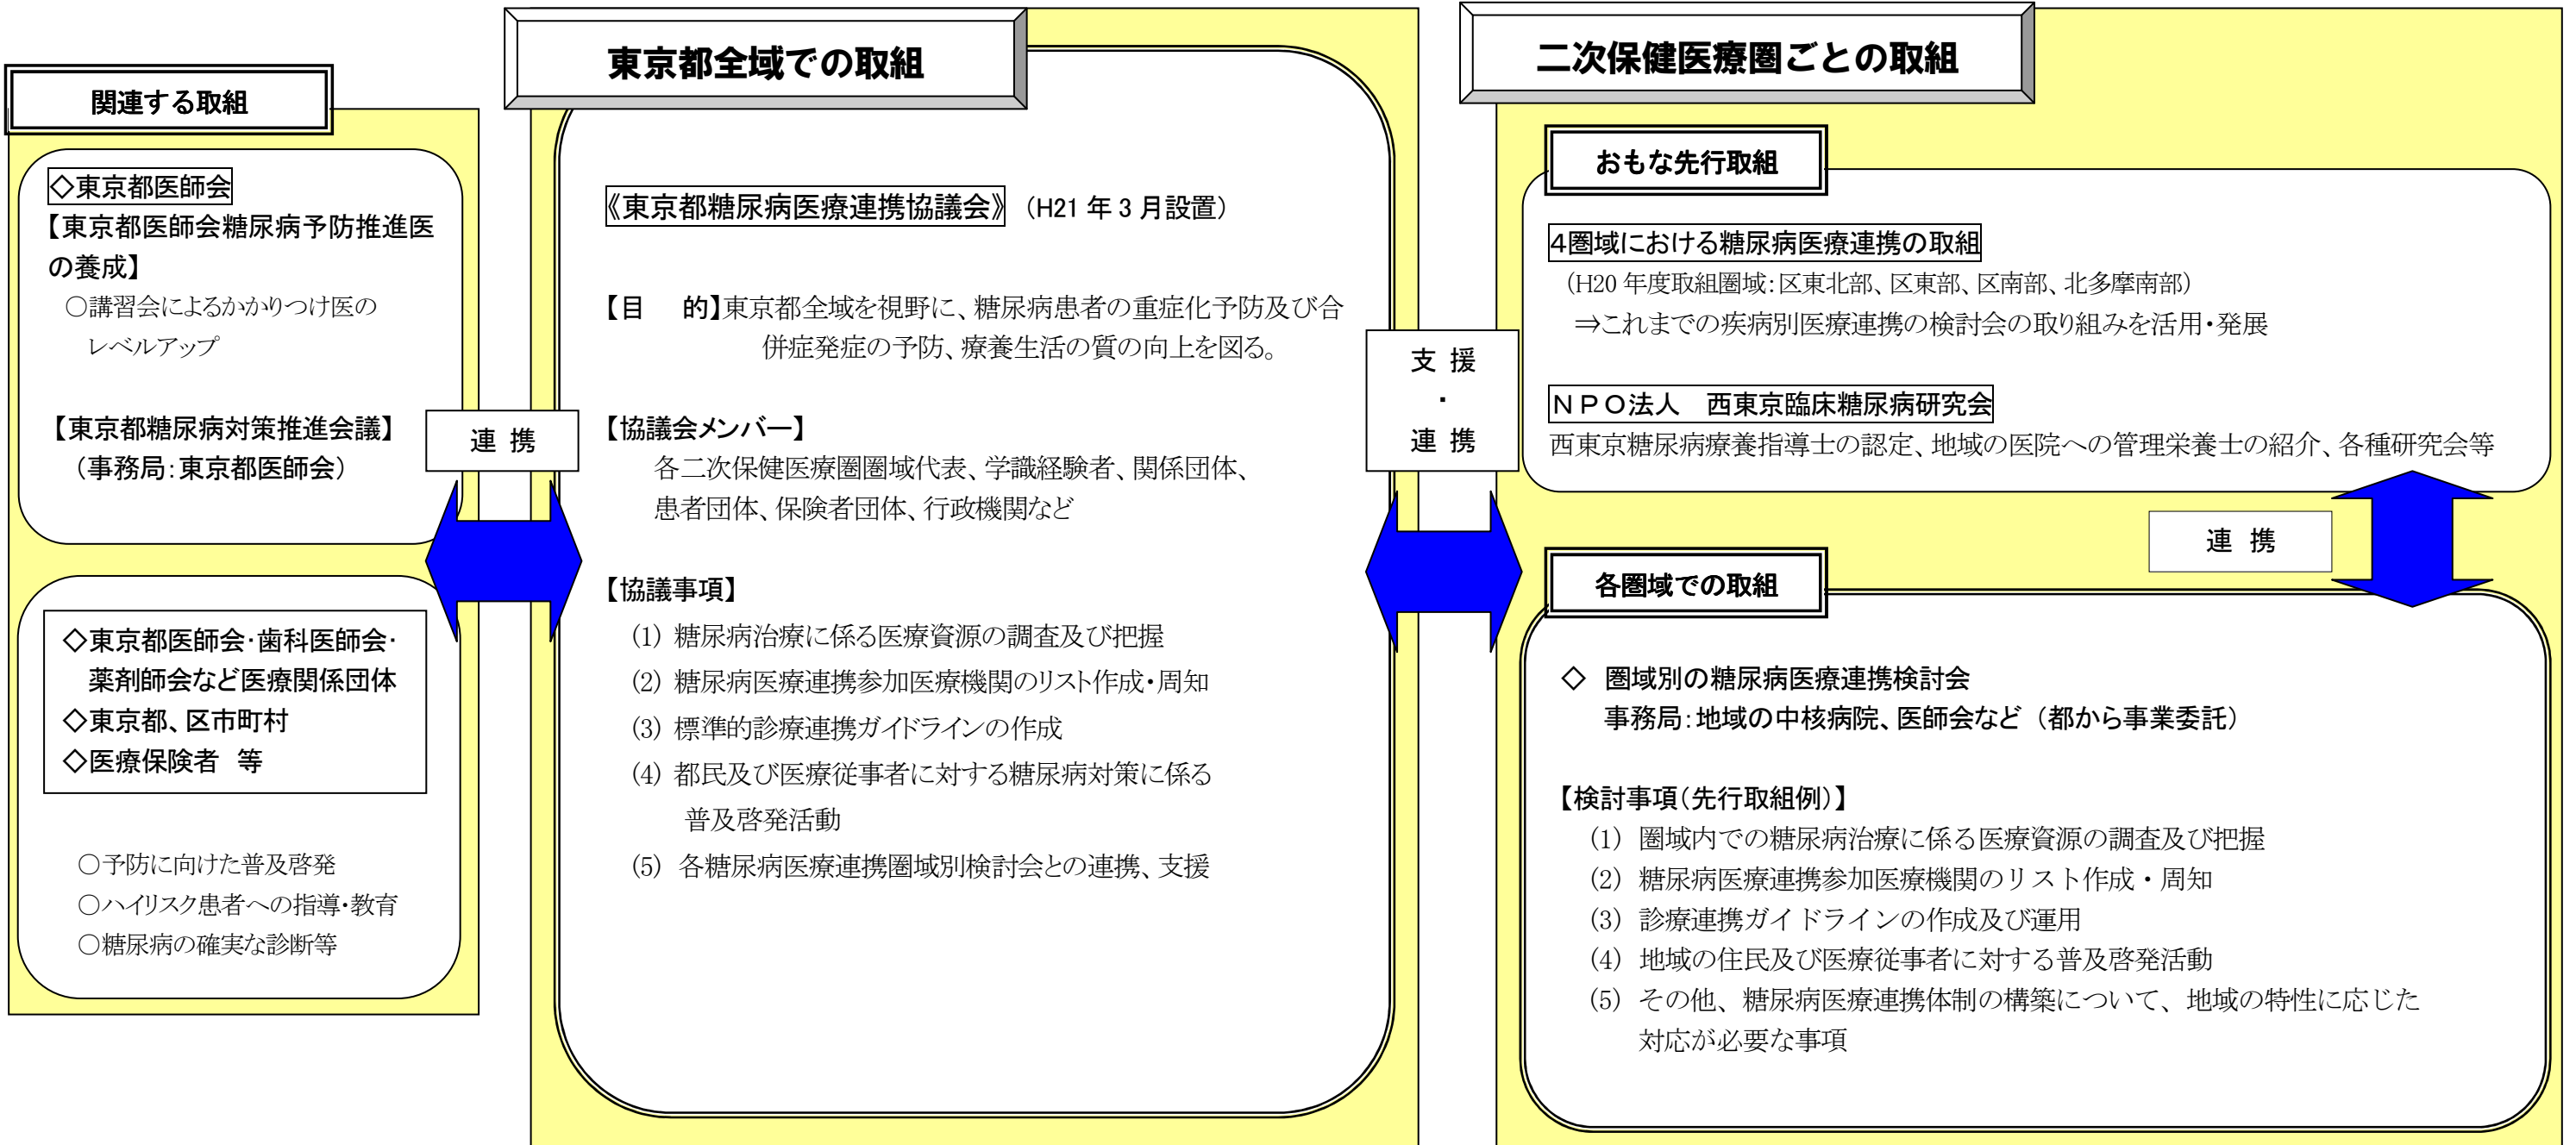 関連する取組
◇東京都医師会
【東京都医師会糖尿病予防推進医
の養成】
○講習会によるかかりつけ医の
レベルアップ
【東京都糖尿病対策推進会議】
（事務局：東京都医師会）
◇東京都医師会・歯科医師会・
薬剤師会など医療関係団体
◇東京都、区市町村
◇医療保険者　等
○予防に向けた普及啓発
○ハイリスク患者への指導・教育
○糖尿病の確実な診断等
連 携
東京都全域での取組
《東京都糖尿病医療連携協議会》（H21 年 3 月設置）
【目　的】東京都全域を視野に、糖尿病患者の重症化予防及び合
併症発症の予防、療養生活の質の向上を図る。
【協議会メンバー】
各二次保健医療圏圏域代表、学識経験者、関係団体、
患者団体、保険者団体、行政機関など
【協議事項】
(1) 糖尿病治療に係る医療資源の調査及び把握
(2) 糖尿病医療連携参加医療機関のリスト作成・周知
(3) 標準的診療連携ガイドラインの作成
(4) 都民及び医療従事者に対する糖尿病対策に係る
普及啓発活動
(5) 各糖尿病医療連携圏域別検討会との連携、支援
支 援
・
連 携
二次保健医療圏ごとの取組
おもな先行取組
４圏域における糖尿病医療連携の取組
（H20 年度取組圏域：区東北部、区東部、区南部、北多摩南部）
⇒これまでの疾病別医療連携の検討会の取り組みを活用・発展
ＮＰＯ法人　西東京臨床糖尿病研究会
西東京糖尿病療養指導士の認定、地域の医院への管理栄養士の紹介、各種研究会等
連 携
各圏域での取組
◇　圏域別の糖尿病医療連携検討会
事務局：地域の中核病院、医師会など（都から事業委託）
【検討事項（先行取組例）】
(1) 圏域内での糖尿病治療に係る医療資源の調査及び把握
(2) 糖尿病医療連携参加医療機関のリスト作成・周知
(3) 診療連携ガイドラインの作成及び運用
(4) 地域の住民及び医療従事者に対する普及啓発活動
(5) その他、糖尿病医療連携体制の構築について、地域の特性に応じた
対応が必要な事項